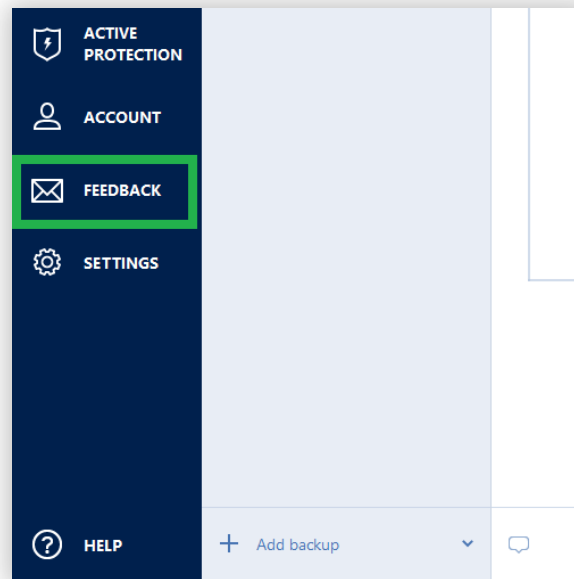 ACTIVE
PROTECTION
ACCOUNT
FEEDBACK
SETTINGS
HELP
Add backup